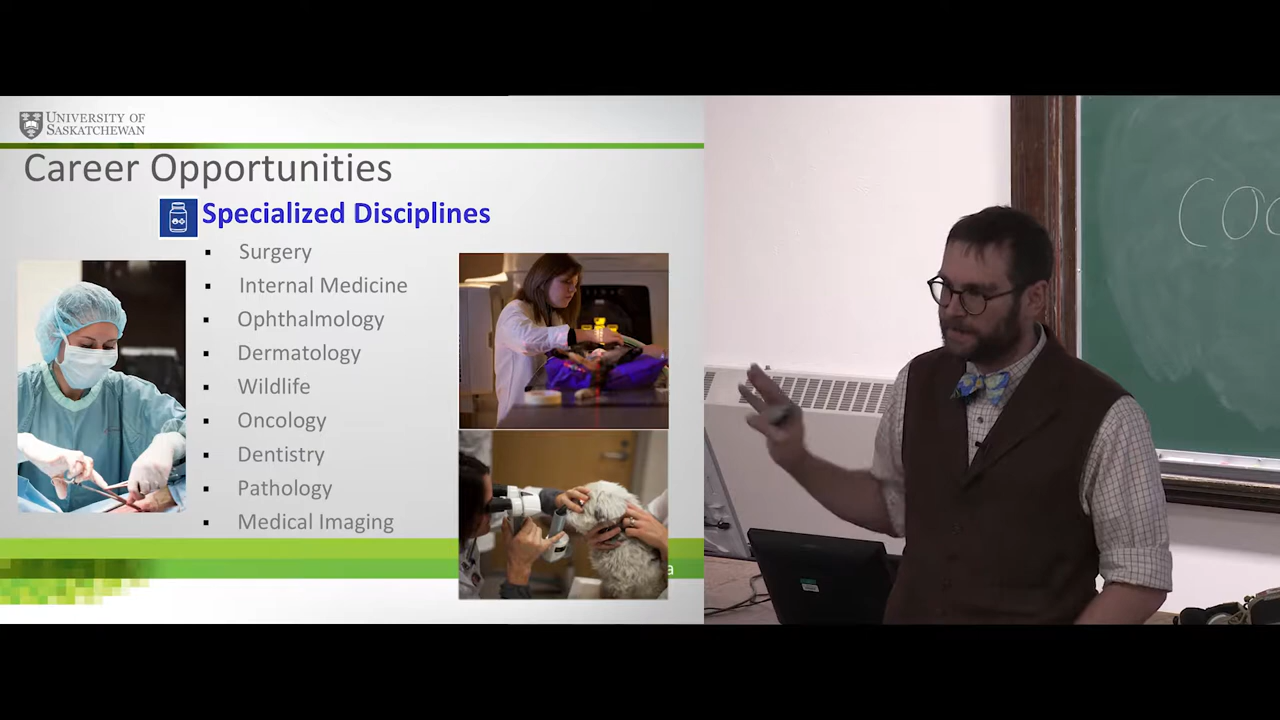 UNIVERSITY OF
SASKATCHEWAN
Career Opportunities
Specialized Disciplines
Surgery
Internal Medicine
Ophthalmology
Dermatology
Wildlife
Oncology
Dentistry
Pathology
Medical Imaging